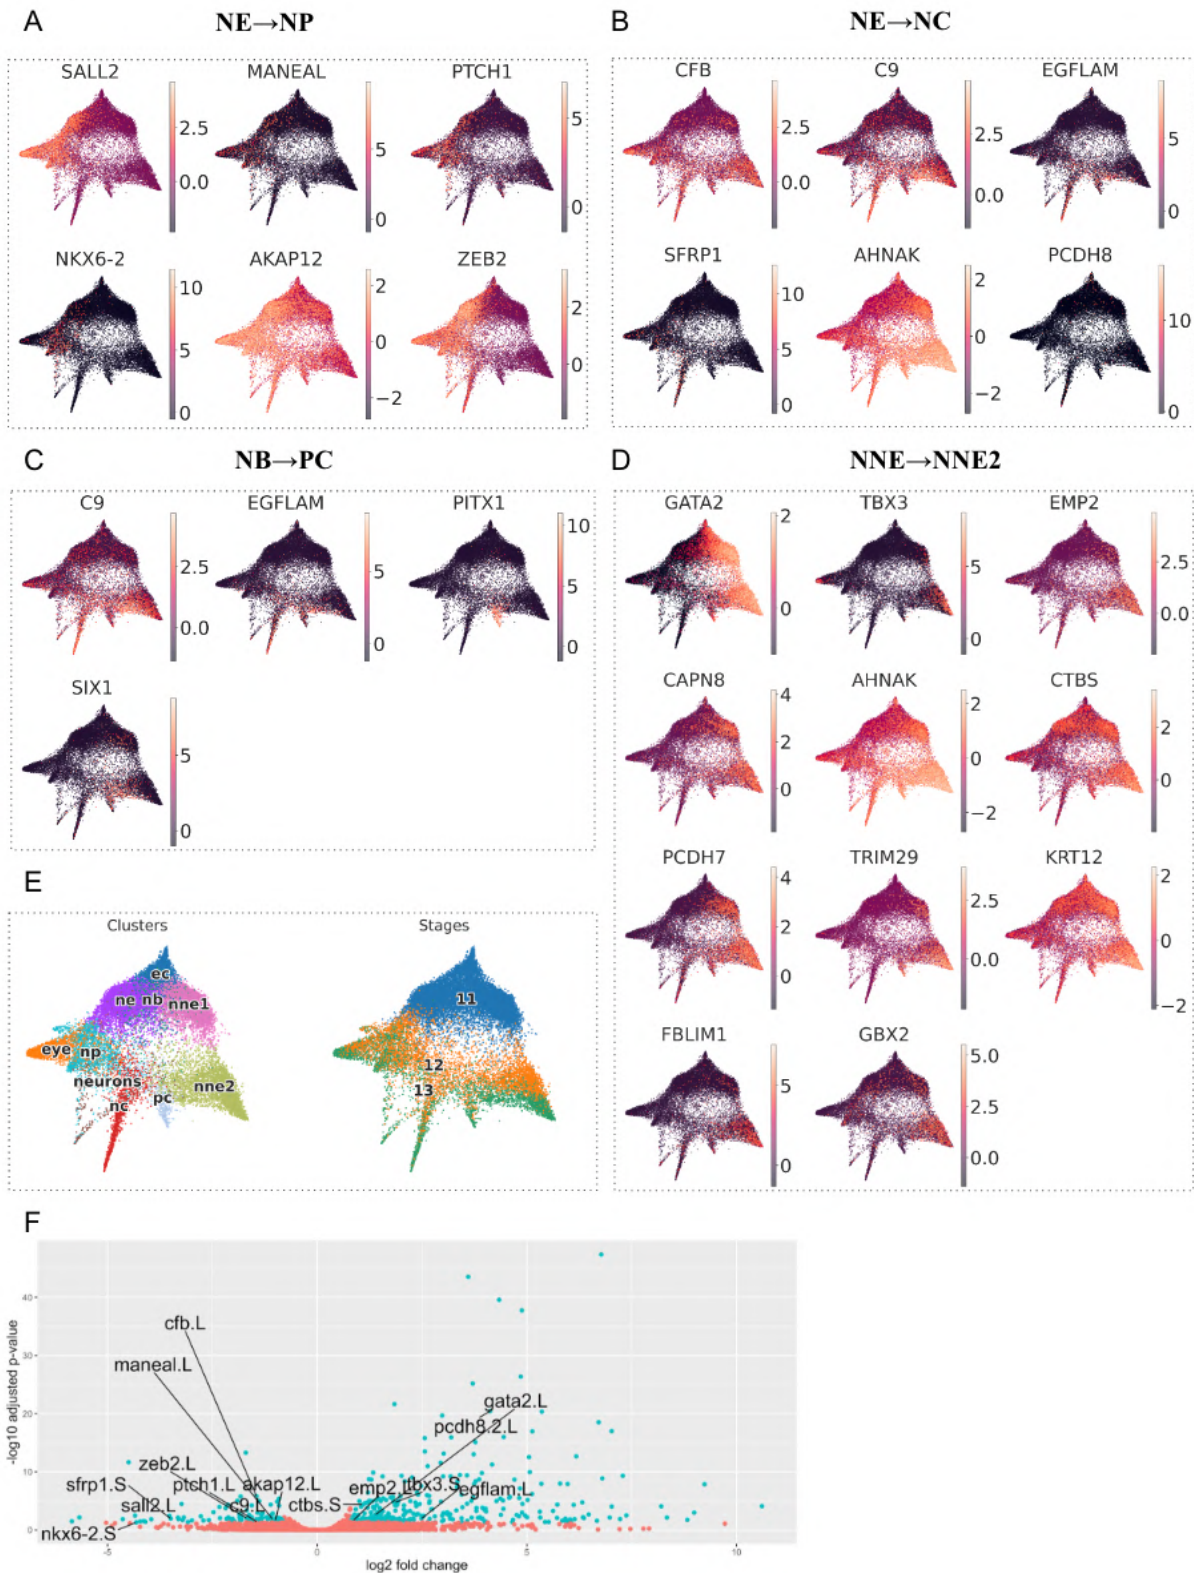 A NE→NP
SALL2 MANEAL PTCH1
2.5
0.0
5
0
5
0
NKX6-2 AKAP12 ZEB2
10
5
0
2
0
−2
2
0
B NE→NC
CFB C9 EGFLAM
2.5
0.0
2.5
0.0
5
0
SFRP1 AHNAK PCDH8
10
5
0
2
0
−2
10
0
C NB→PC
C9 EGFLAM PITX1
2.5
0.0
5
0
10
5
0
SIX1
5
0
D NNE→NNE2
GATA2 TBX3 EMP2
2
0
5
0
2.5
0.0
CAPN8 AHNAK CTBS
4
2
0
2
0
−2
2
0
PCDH7 TRIM29 KRT12
4
2
0
2.5
0.0
2
0
−2
FBLIM1 GBX2
5
0
5.0
2.5
0.0
E
Clusters Stages
ec
ne nb nne1
eye np
neurons
nc pc nne2
11
12
13
F
-log10 adjusted p-value
40
30
20
10
0
cfb.L
maneal.L
gata2.L
pcdh8.2.L
zeb2.L
sfrp1.S ptch1.L akap12.L emp2.L tbx3.S egflam.L
sall2.L c9.L ctbs.S
nkx6-2.S
-5 0 5 10
log2 fold change